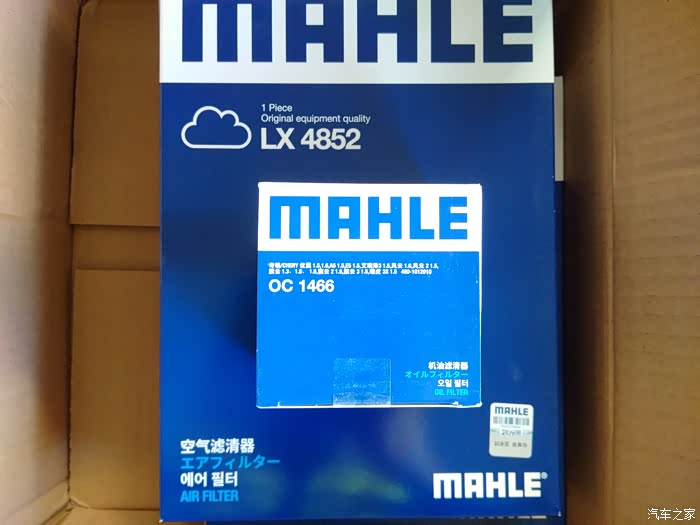 MAHLE
1 Piece
Original equipment quality
LX 4852
MAHLE
OC 1466
机油滤清器
オイルフィルター
오일 필터
OIL FILTER
MAHLE
空气滤清器
エアフィルター
에어 필터
AIR FILTER
MAHLE
汽车之家